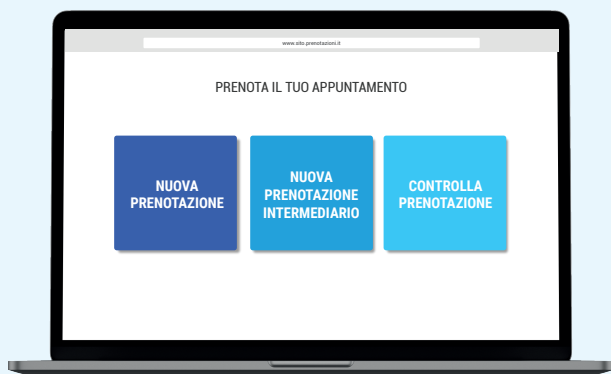 www.sito.prenotazioni.it
PRENOTA IL TUO APPUNTAMENTO
NUOVA
PRENOTAZIONE
NUOVA
PRENOTAZIONE
INTERMEDIARIO
CONTROLLA
PRENOTAZIONE